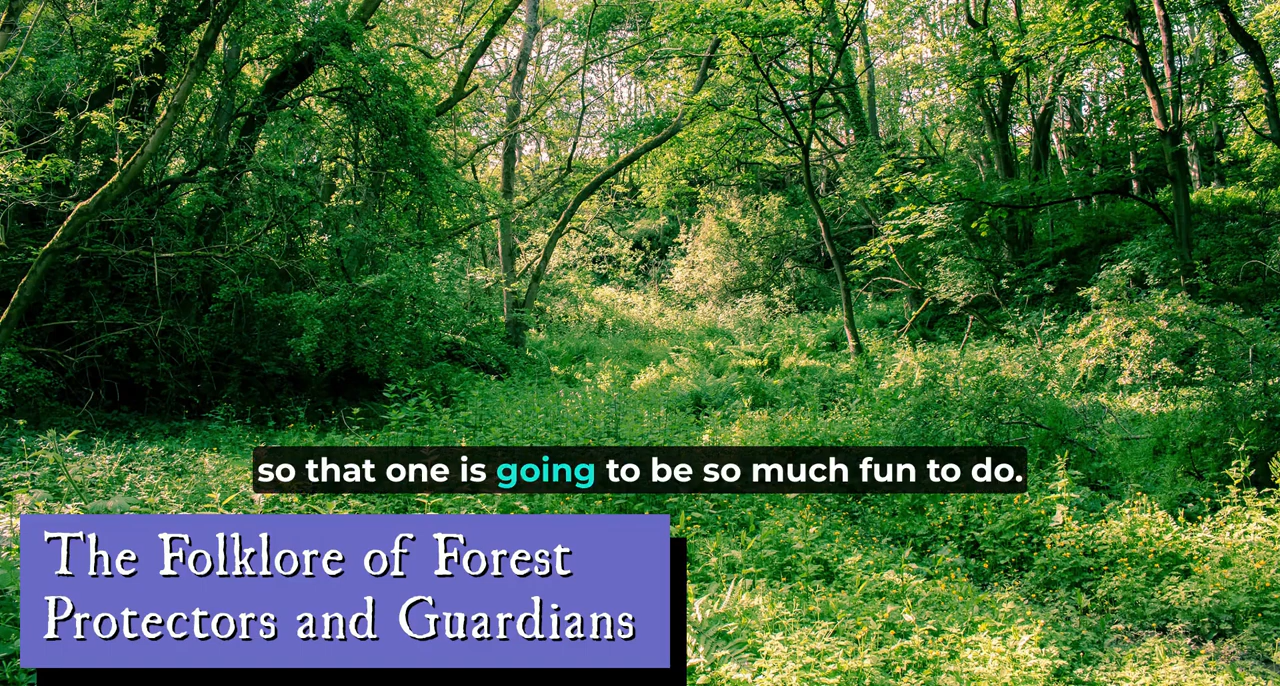 so that one is going to be so much fun to do.
The Folklore of Forest
Protectors and Guardians